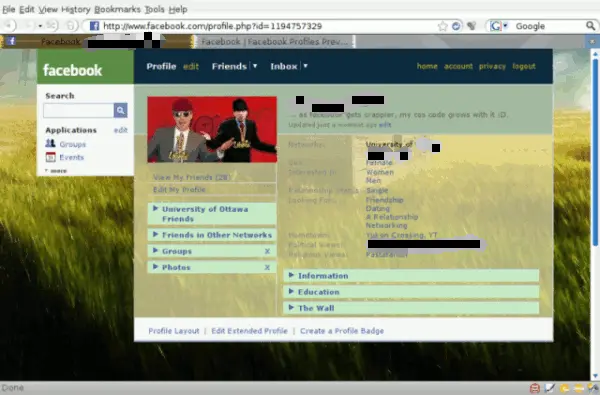 File Edit View History Bookmarks Tools Help
http://www.facebook.com/profile.php?id=1194757329
Google
Facebook
Facebook | Facebook Profiles Prev...
facebook
Profile edit Friends Inbox
home account privacy logout
Search
Applications edit
Groups
Events
more
... as facebook gets crappier, my css code grows with it :D.
Updated just a moment ago edit
Networks: University of
Sex: Female
Interested In: Women
Men
Relationship Status: Single
Looking For: Friendship
Dating
A Relationship
Networking
Hometown: Yukon Crossing, YT
Political Views:
Religious Views: Pastafarian
View My Friends (28)
Edit My Profile
University of Ottawa
Friends
Friends in Other Networks
Groups x
Photos x
Information
Education
The Wall
Profile Layout | Edit Extended Profile | Create a Profile Badge
Done